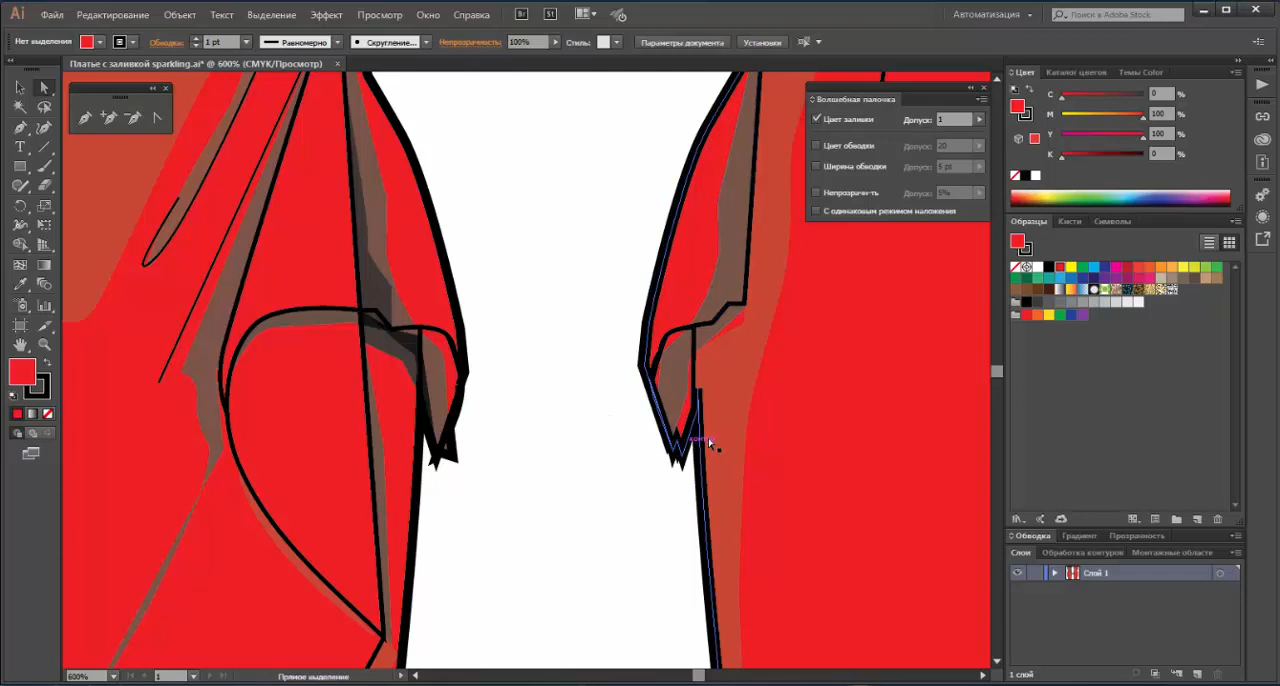 Ai Файл Редактирование Объект Текст Выделение Эффект Просмотр Окно Справка Br St Автоматизация Поиск в Adobe Stock
Нет выделения Обводка: 1 pt Равномерно Скругление... Непрозрачность: 100% Стиль: Параметры документа Установки
Платье с заливкой sparkling.ai* @ 600% (CMYK/Просмотр)
Цвет Каталог цветов Темы Color
C 0 %
M 100 %
Y 100 %
K 0 %
Волшебная палочка
Цвет заливки Допуск: 1
Цвет обводки Допуск: 20
Ширина обводки Допуск: 5 pt
Непрозрачн-ть Допуск: 5%
С одинаковым режимом наложения
Образцы Кисти Символы
Обводка Градиент Прозрачность
Слои Обработка контуров Монтажные области
Слой 1
1 слой
600% 1 Прямое выделение